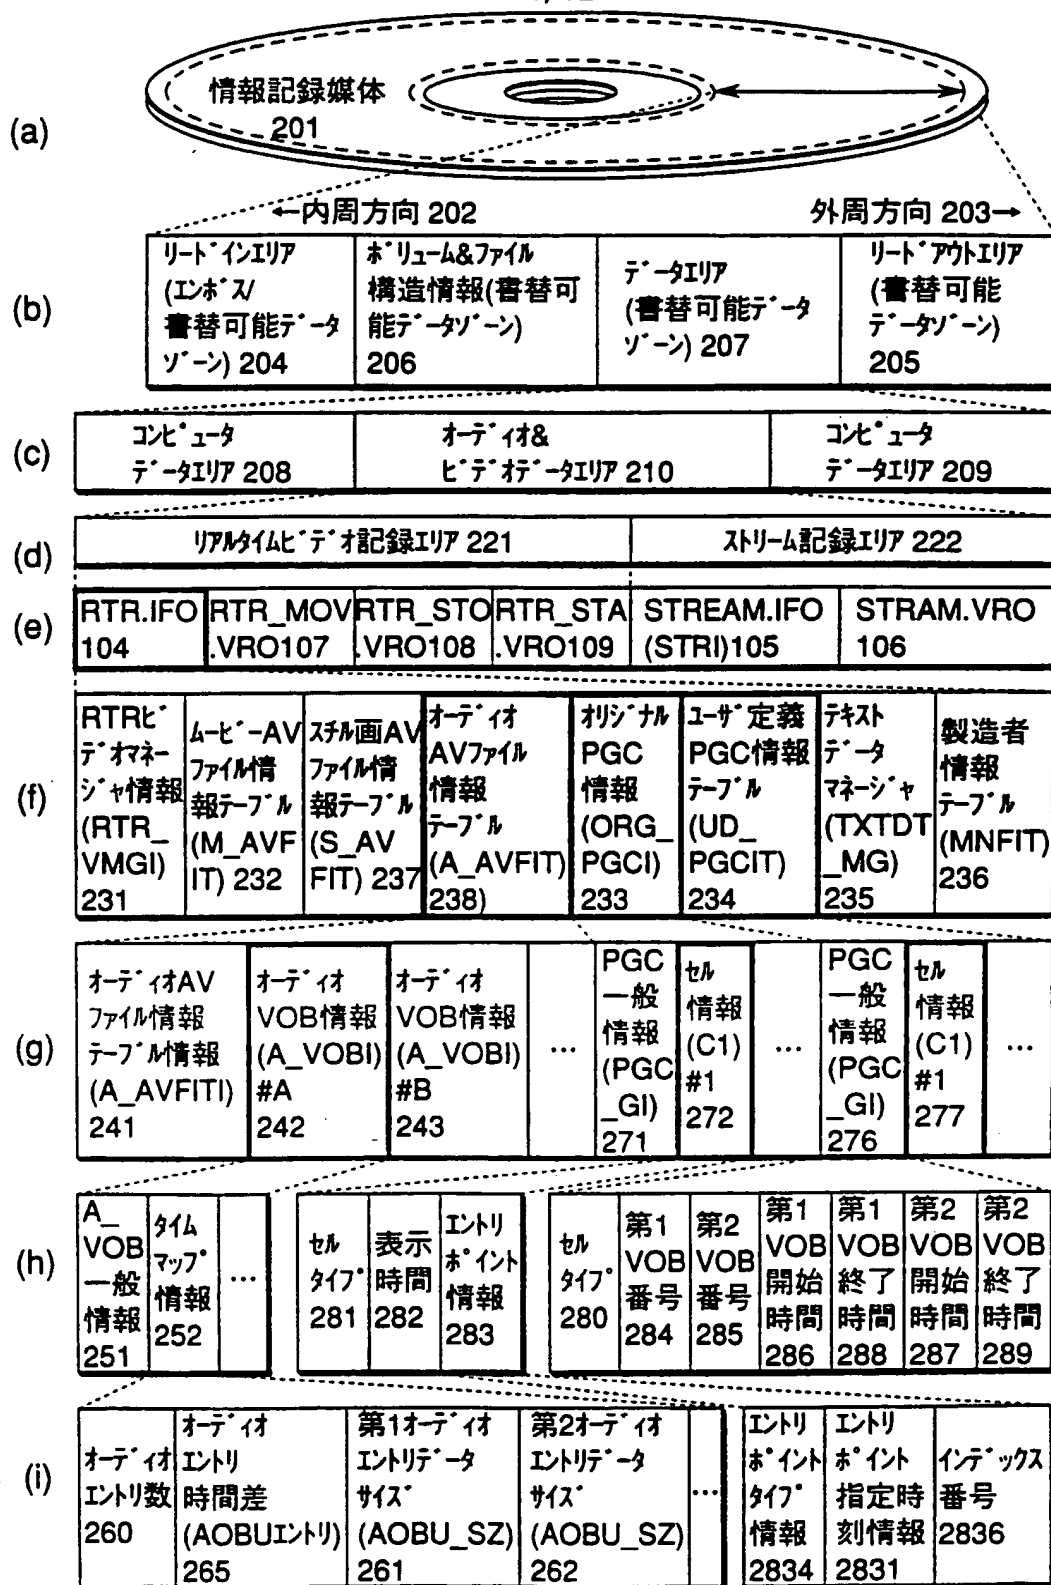 (a)
情報記録媒体
201
←内周方向 202
外周方向 203→
(b)
リードインエリア
(エンボス/
書替可能データ
ゾーン) 204
ボリューム&ファイル
構造情報(書替可
能データゾーン)
206
データエリア
(書替可能データ
ゾーン) 207
リードアウトエリア
(書替可能
データゾーン)
205
(c)
コンピュータ
データエリア 208
オーディオ&
ビデオデータエリア 210
コンピュータ
データエリア 209
(d)
リアルタイムビデオ記録エリア 221
ストリーム記録エリア 222
(e)
RTR.IFO
104
RTR_MOV
.VRO107
RTR_STO
.VRO108
RTR_STA
.VRO109
STREAM.IFO
(STRI)105
STRAM.VRO
106
(f)
RTRビ
デオマネー
ジャ情報
(RTR_
VMGI)
231
ムービーAV
ファイル情
報テーブル
(M_AVF
IT) 232
スチル画AV
ファイル情
報テーブル
(S_AV
FIT) 237
オーディオ
AVファイル
情報
テーブル
(A_AVFIT)
238)
オリジナル
PGC
情報
(ORG_
PGCI)
233
ユーザ定義
PGC情報
テーブル
(UD_
PGCIT)
234
テキスト
データ
マネージャ
(TXTDT
_MG)
235
製造者
情報
テーブル
(MNFIT)
236
(g)
オーディオAV
ファイル情報
テーブル情報
(A_AVFITI)
241
オーディオ
VOB情報
(A_VOBI)
#A
242
オーディオ
VOB情報
(A_VOBI)
#B
243
…
PGC
一般
情報
(PGC
_GI)
271
セル
情報
(C1)
#1
272
…
PGC
一般
情報
(PGC
_GI)
276
セル
情報
(C1)
#1
277
…
(h)
A_
VOB
一般
情報
251
タイム
マップ
情報
252
…
セル
タイプ
281
表示
時間
282
エントリ
ポイント
情報
283
セル
タイプ
280
第1
VOB
番号
284
第2
VOB
番号
285
第1
VOB
開始
時間
286
第1
VOB
終了
時間
288
第2
VOB
開始
時間
287
第2
VOB
終了
時間
289
(i)
オーディオ
エントリ数
260
オーディオ
エントリ
時間差
(AOBUエントリ)
265
第1オーディオ
エントリデータ
サイズ
(AOBU_SZ)
261
第2オーディオ
エントリデータ
サイズ
(AOBU_SZ)
262
…
エントリ
ポイント
タイプ
情報
2834
エントリ
ポイント
指定時
刻情報
2831
インデックス
番号
2836